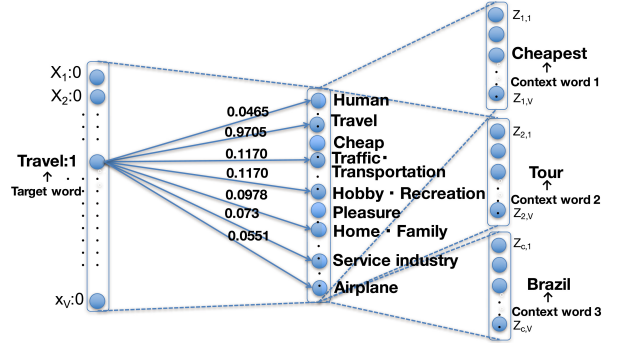 X1:0
X2:0
Travel:1
↑
Target word
xV:0
0.0465
0.9705
0.1170
0.1170
0.0978
0.073
0.0551
Human
Travel
Cheap
Traffic・
Transportation
Hobby・Recreation
Pleasure
Home・Family
Service industry
Airplane
Z1,1
Cheapest
↑
Context word 1
Z1,V
Z2,1
Tour
↑
Context word 2
Z2,V
Zc,1
Brazil
↑
Context word 3
Zc,V